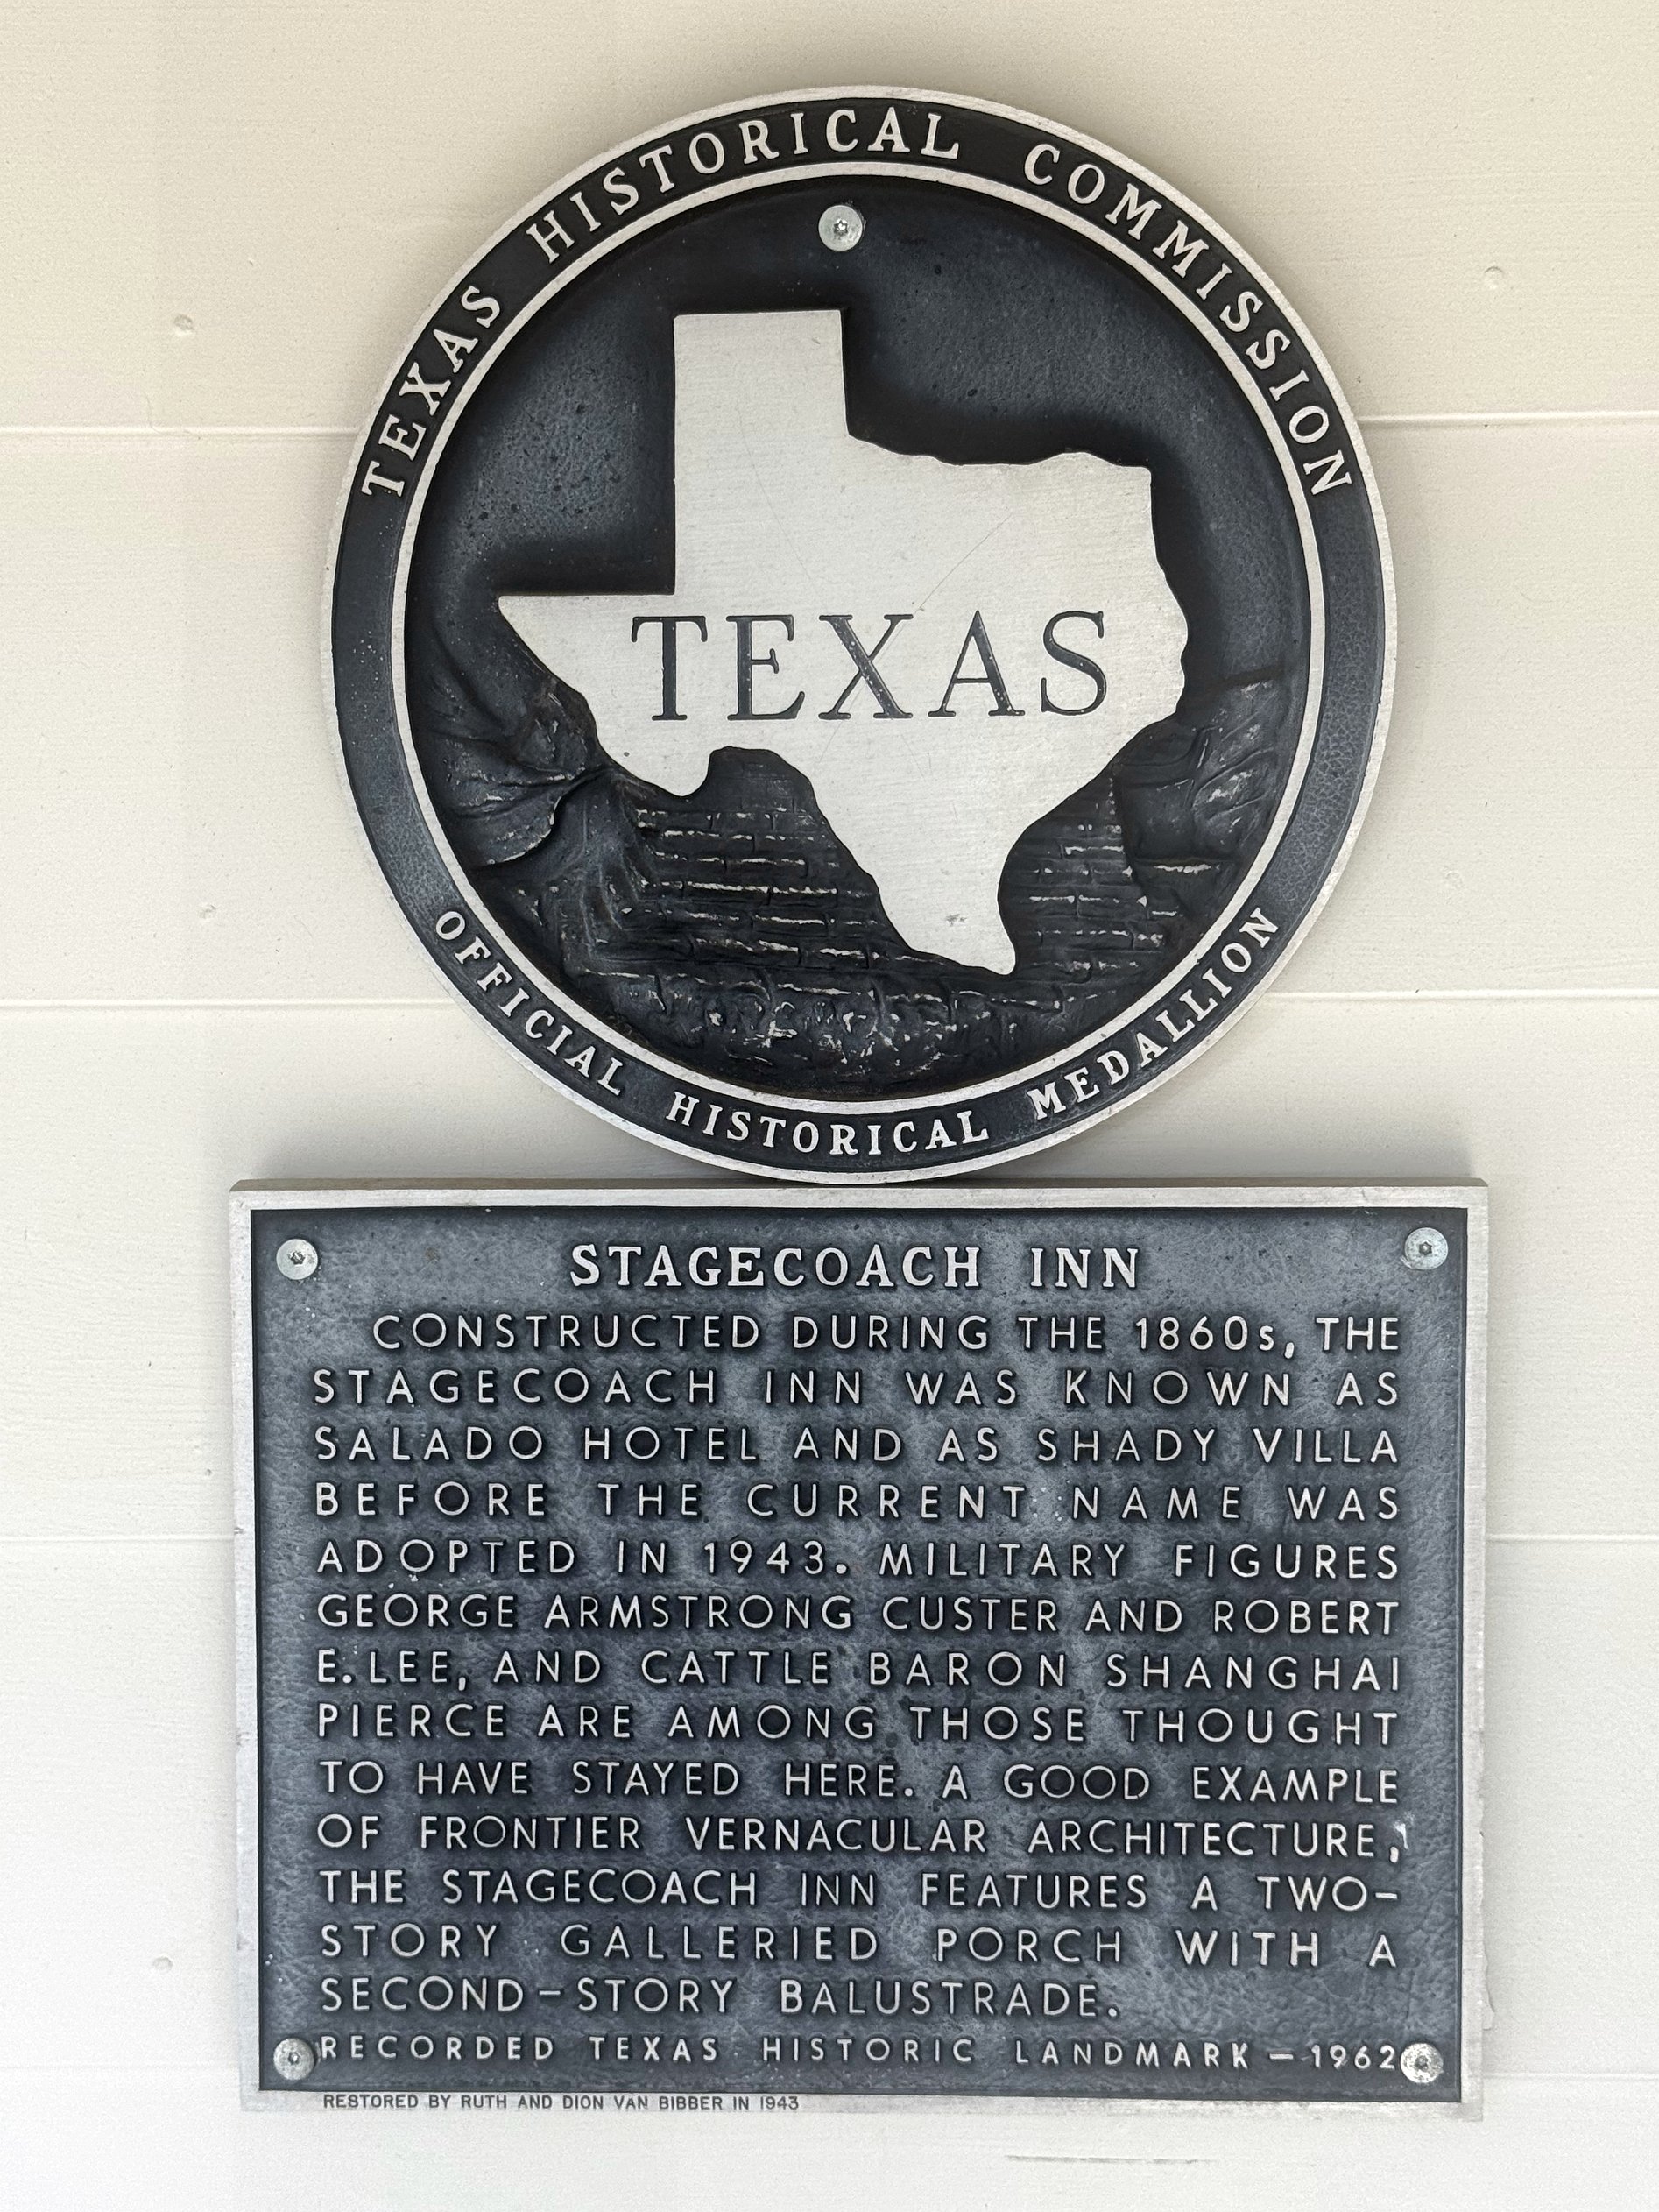 TEXAS HISTORICAL COMMISSION
TEXAS
OFFICIAL HISTORICAL MEDALLION
STAGECOACH INN
CONSTRUCTED DURING THE 1860s, THE
STAGECOACH INN WAS KNOWN AS
SALADO HOTEL AND AS SHADY VILLA
BEFORE THE CURRENT NAME WAS
ADOPTED IN 1943. MILITARY FIGURES
GEORGE ARMSTRONG CUSTER AND ROBERT
E. LEE, AND CATTLE BARON SHANGHAI
PIERCE ARE AMONG THOSE THOUGHT
TO HAVE STAYED HERE. A GOOD EXAMPLE
OF FRONTIER VERNACULAR ARCHITECTURE,
THE STAGECOACH INN FEATURES A TWO-
STORY GALLERIED PORCH WITH A
SECOND-STORY BALUSTRADE.
RECORDED TEXAS HISTORIC LANDMARK – 1962
RESTORED BY RUTH AND DION VAN BIBBER IN 1943